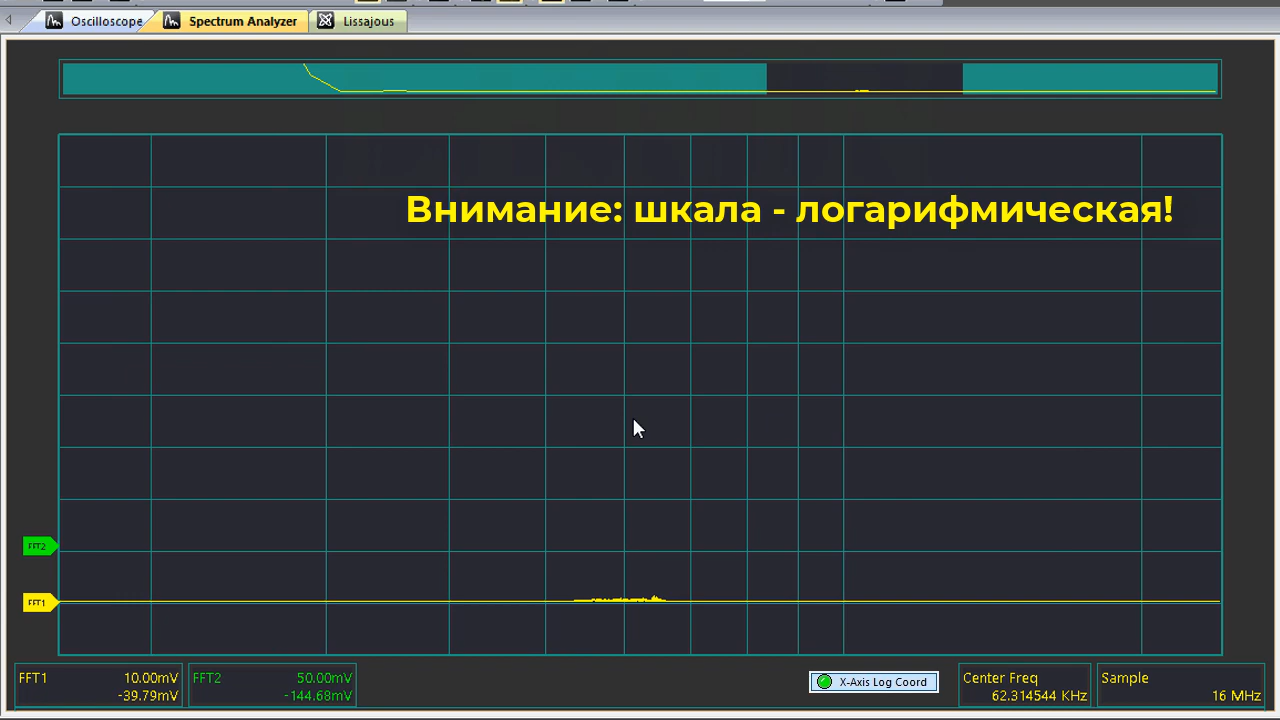 Oscilloscope Spectrum Analyzer Lissajous
Внимание: шкала - логарифмическая!
FFT2
FFT1
FFT1 10.00mV FFT2 50.00mV X-Axis Log Coord Center Freq Sample
-39.79mV -144.68mV 62.314544 KHz 16 MHz